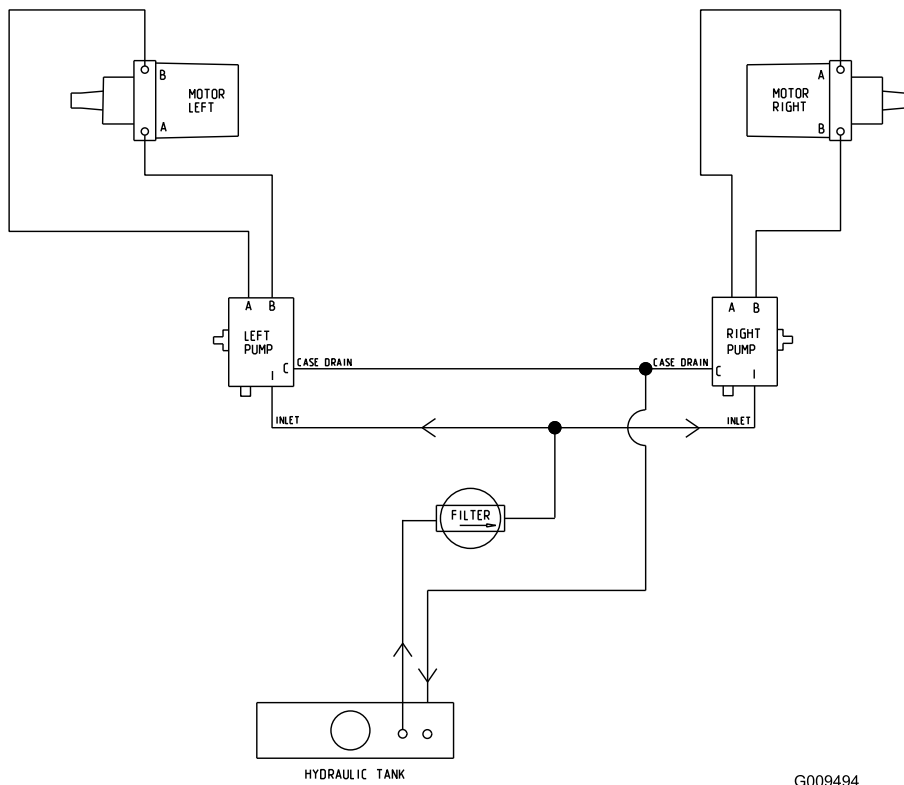 B
MOTOR
LEFT
A
A
MOTOR
RIGHT
B
A B
LEFT
PUMP
C
I
CASE DRAIN
INLET
A B
RIGHT
PUMP
C
I
CASE DRAIN
INLET
FILTER
HYDRAULIC TANK
G009494